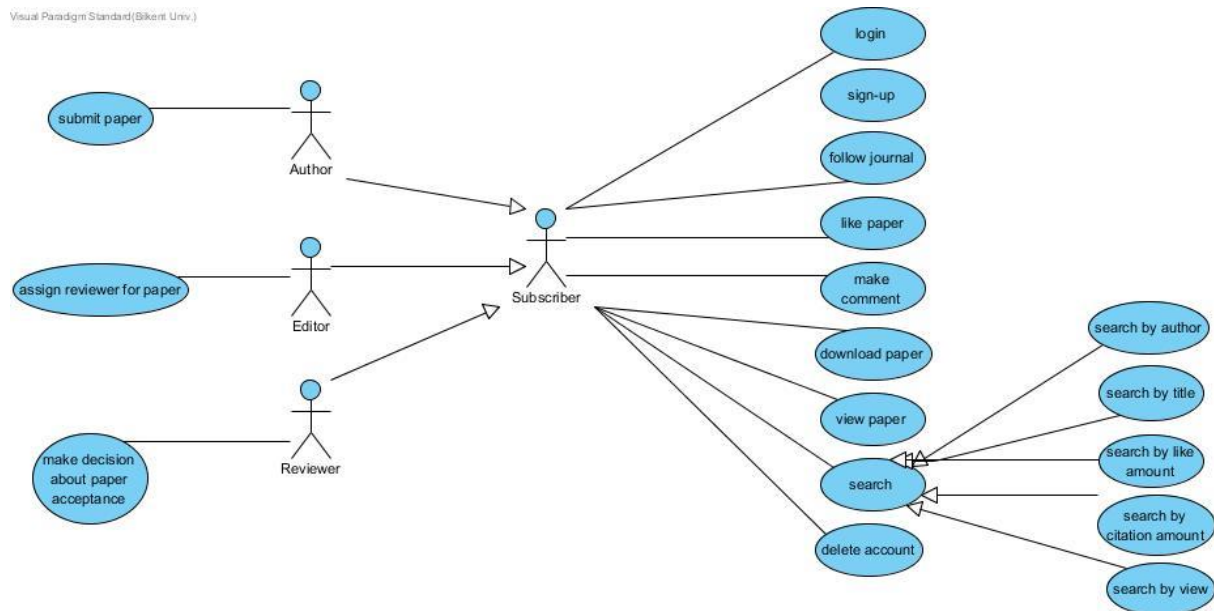 Visual Paradigm Standard(Bilkent Univ.)
login
sign-up
submit paper
Author
follow journal
like paper
assign reviewer for paper
Editor
Subscriber
make
comment
search by author
download paper
search by title
view paper
make decision
about paper
acceptance
Reviewer
search by like
amount
search
search by
citation amount
delete account
search by view